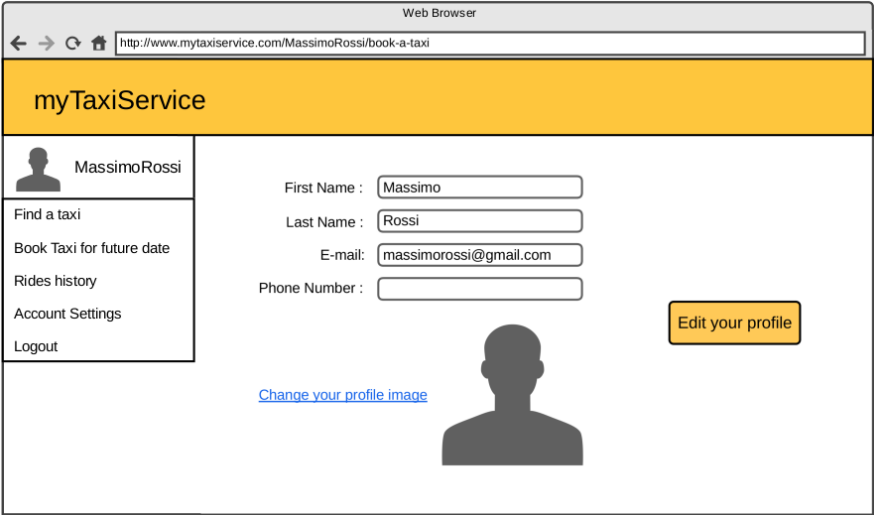 Web Browser
http://www.mytaxiservice.com/MassimoRossi/book-a-taxi
myTaxiService
MassimoRossi
Find a taxi
Book Taxi for future date
Rides history
Account Settings
Logout
First Name : Massimo
Last Name : Rossi
E-mail: massimorossi@gmail.com
Phone Number :
Edit your profile
Change your profile image